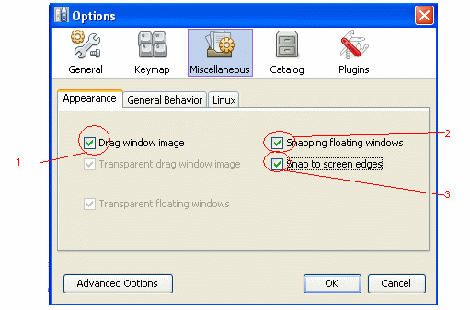 Options
General
Keymap
Miscellaneous
Catalog
Plugins
Appearance
General Behavior
Linux
Drag window image
Snapping floating windows
Transparent drag window image
Snap to screen edges
Transparent floating windows
1
2
3
Advanced Options
OK
Cancel